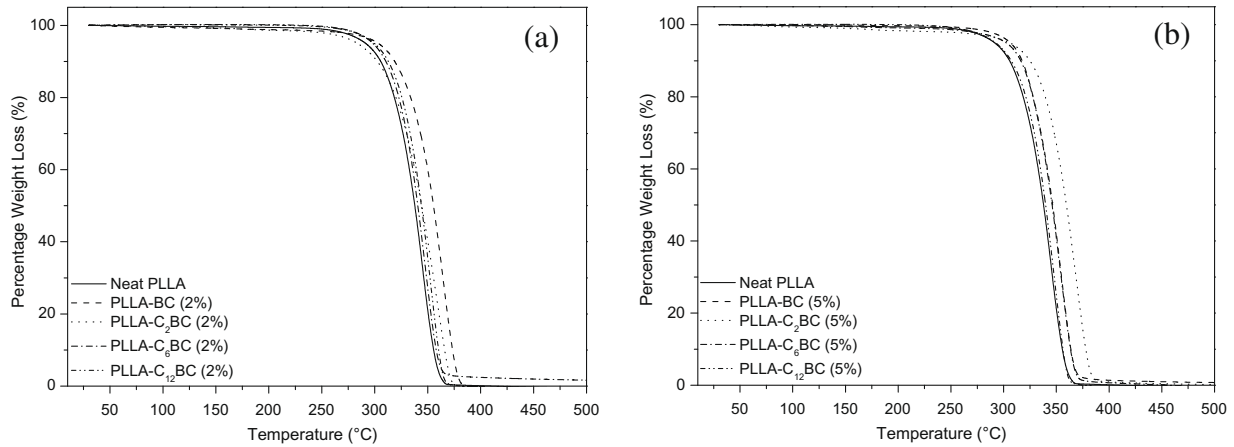 (a)
Percentage Weight Loss (%)
100
80
60
40
20
0
Neat PLLA
PLLA-BC (2%)
PLLA-C₂BC (2%)
PLLA-C₆BC (2%)
PLLA-C₁₂BC (2%)
50 100 150 200 250 300 350 400 450 500
Temperature (°C)
(b)
Percentage Weight Loss (%)
100
80
60
40
20
0
Neat PLLA
PLLA-BC (5%)
PLLA-C₂BC (5%)
PLLA-C₆BC (5%)
PLLA-C₁₂BC (5%)
50 100 150 200 250 300 350 400 450 500
Temperature (°C)